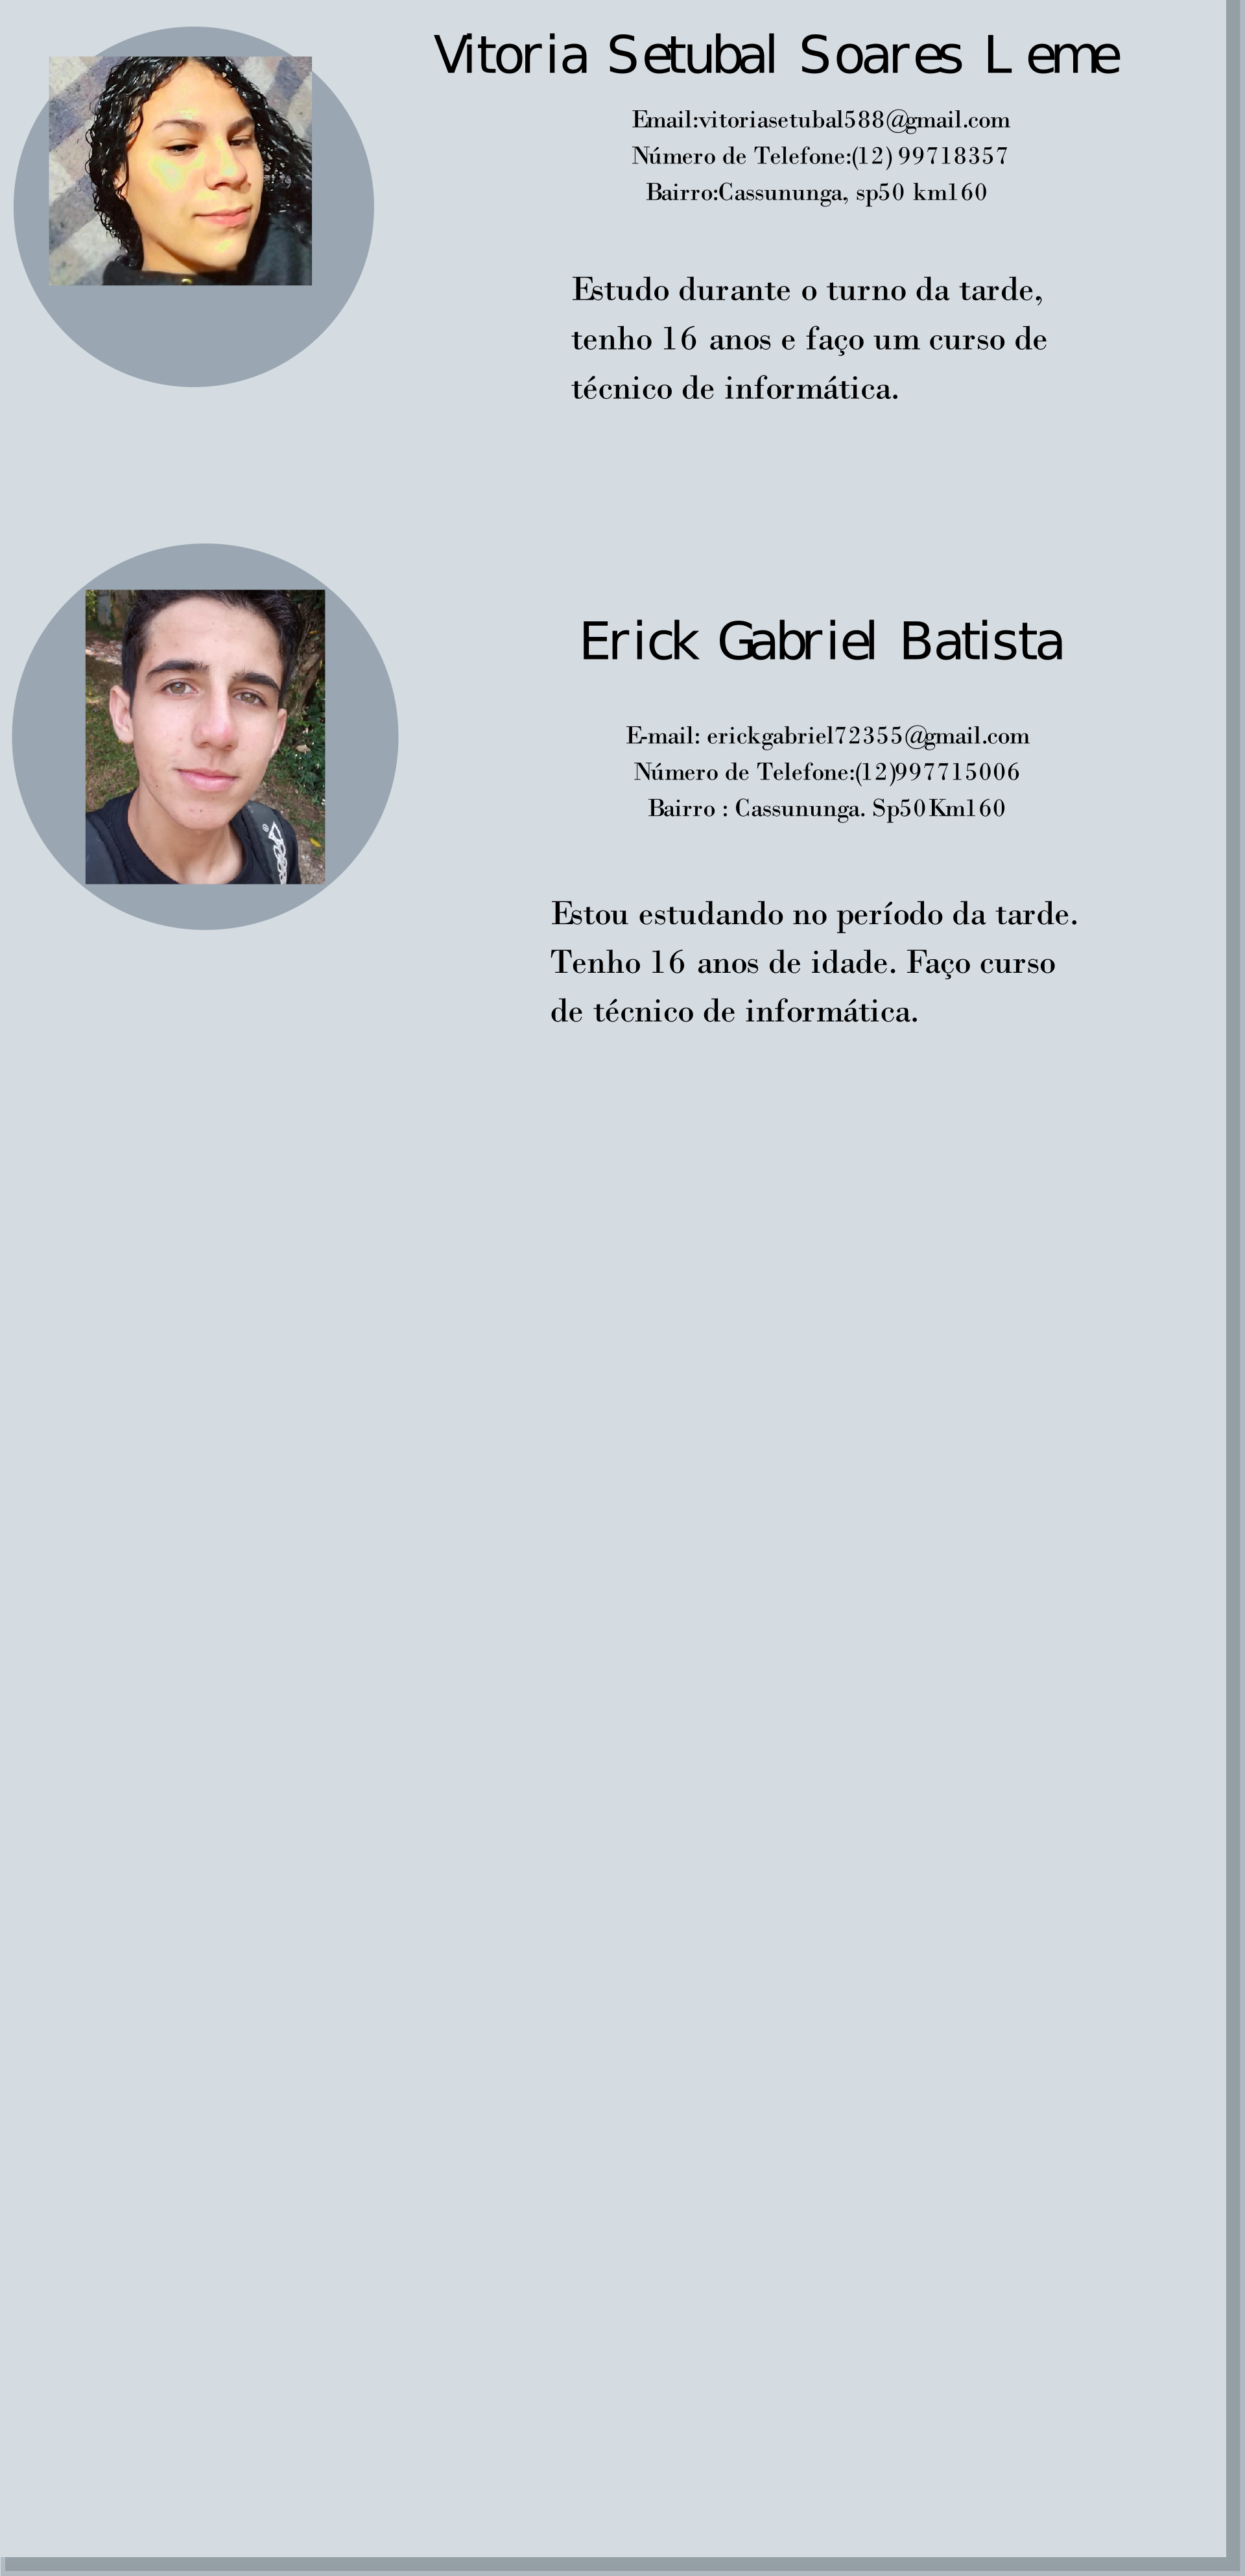 Vitoria Setubal Soares Leme
Email:vitoriasetubal588@gmail.com
Número de Telefone:(12) 99718357
Bairro:Cassununga, sp50 km160
Estudo durante o turno da tarde,
tenho 16 anos e faço um curso de
técnico de informática.
Erick Gabriel Batista
E-mail: erickgabriel72355@gmail.com
Número de Telefone:(12)997715006
Bairro : Cassununga. Sp50Km160
Estou estudando no período da tarde.
Tenho 16 anos de idade. Faço curso
de técnico de informática.